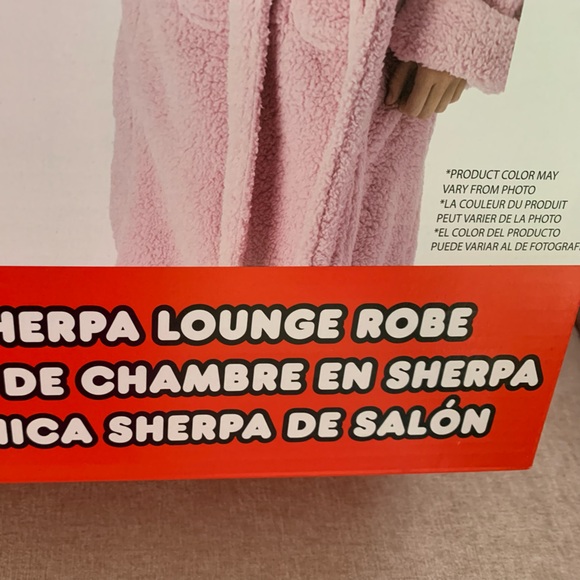 *PRODUCT COLOR MAY
VARY FROM PHOTO
*LA COULEUR DU PRODUIT
PEUT VARIER DE LA PHOTO
*EL COLOR DEL PRODUCTO
PUEDE VARIAR AL DE FOTOGRAF
HERPA LOUNGE ROBE
DE CHAMBRE EN SHERPA
ICA SHERPA DE SALÓN